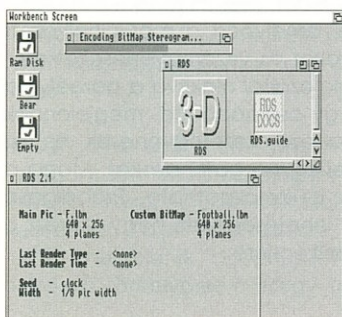 Workbench Screen
Encoding BitMap Stereogram...
Ram Disk
Bear
Empty
RDS
3-D
RDS
RDS
DOCS
RDS.guide
RDS 2.1
Main Pic - F.lbm
640 x 256
4 planes
Custom BitMap - Football.lbm
640 x 256
4 planes
Last Render Type - <none>
Last Render Time - <none>
Seed - clock
Width - 1/8 pic width